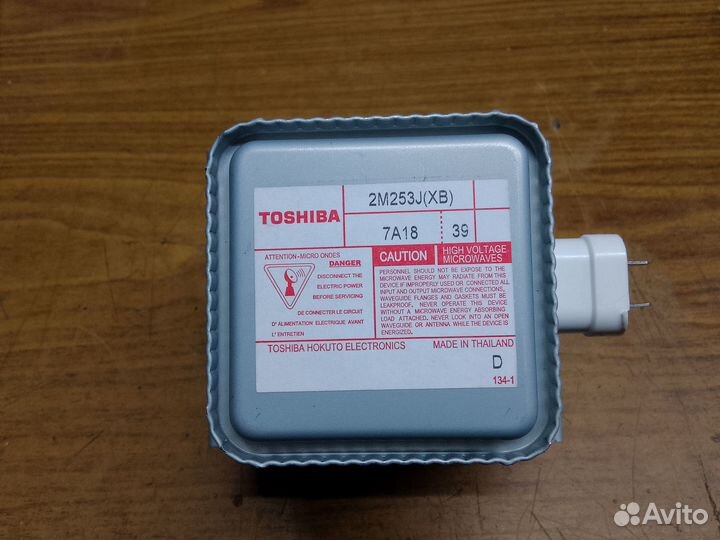 2M253J(XB)
TOSHIBA
7A18 39
ATTENTION-MICRO ONDES
DANGER
DISCONNECT THE
ELECTRIC POWER
BEFORE SERVICING
DE CONNECTER LE CIRCUIT
D' ALIMENTATION ELECTRIQUE AVANT
L' ENTRETIEN
CAUTION
HIGH VOLTAGE
MICROWAVES
PERSONNEL SHOULD NOT BE EXPOSE TO THE
MICROWAVE ENERGY MAY RADIATE FROM THIS
DEVICE IF IMPROPERLY USED OR CONNECTED ALL
INPUT AND OUTPUT MICROWAVE CONNECTIONS,
WAVEGUIDE FLANGES AND GASKETS MUST BE
LEAKPROOF. NEVER OPERATE THIS DEVICE
WITHOUT A MICROWAVE ENERGY ABSORBING
LOAD ATTACHED. NEVER LOOK INTO AN OPEN
WAVEGUIDE OR ANTENNA WHILE THE DEVICE IS
ENERGIZED.
TOSHIBA HOKUTO ELECTRONICS MADE IN THAILAND
D
134-1
Avito